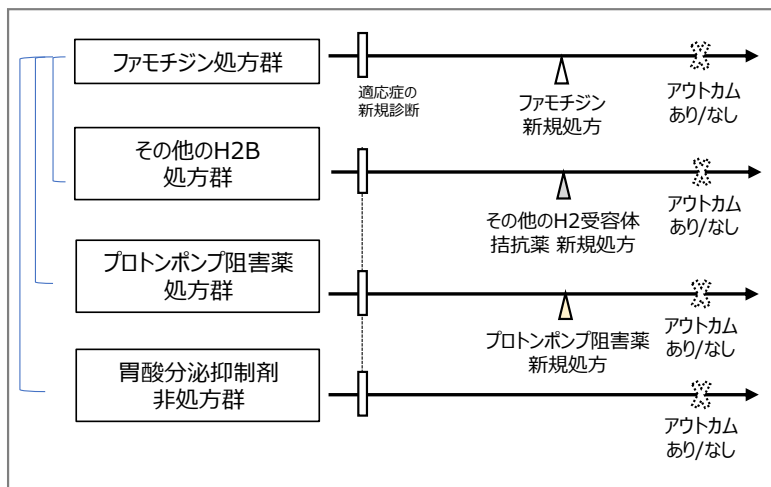 ファモチジン処方群
適応症の
新規診断
ファモチジン
新規処方
アウトカム
あり/なし
その他のH2B
処方群
その他のH2受容体
拮抗薬 新規処方
アウトカム
あり/なし
プロトンポンプ阻害薬
処方群
プロトンポンプ阻害薬
新規処方
アウトカム
あり/なし
胃酸分泌抑制剤
非処方群
アウトカム
あり/なし